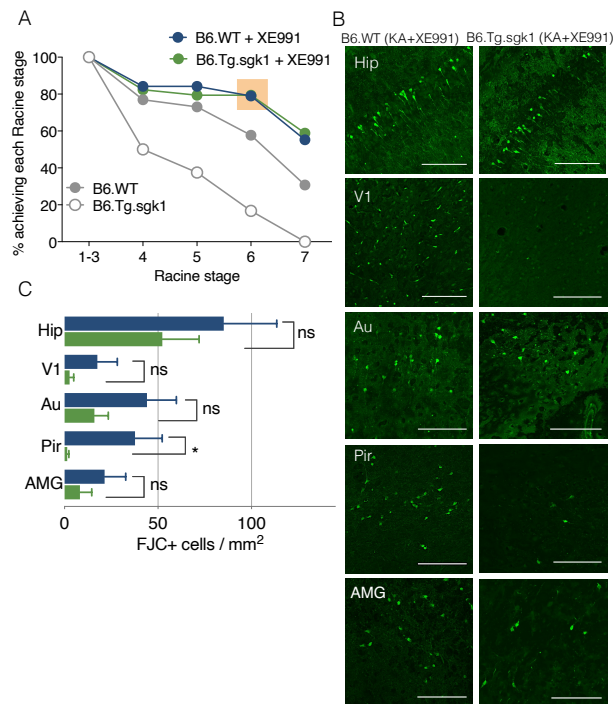 A
B6.WT + XE991
B6.Tg.sgk1 + XE991
% achieving each Racine stage
100
80
60
40
20
0
B6.WT
B6.Tg.sgk1
1-3 4 5 6 7
Racine stage
B
B6.WT (KA+XE991) B6.Tg.sgk1 (KA+XE991)
Hip
V1
Au
Pir
AMG
C
Hip
ns
V1
ns
Au
ns
Pir
*
AMG
ns
0 50 100
FJC+ cells / mm2